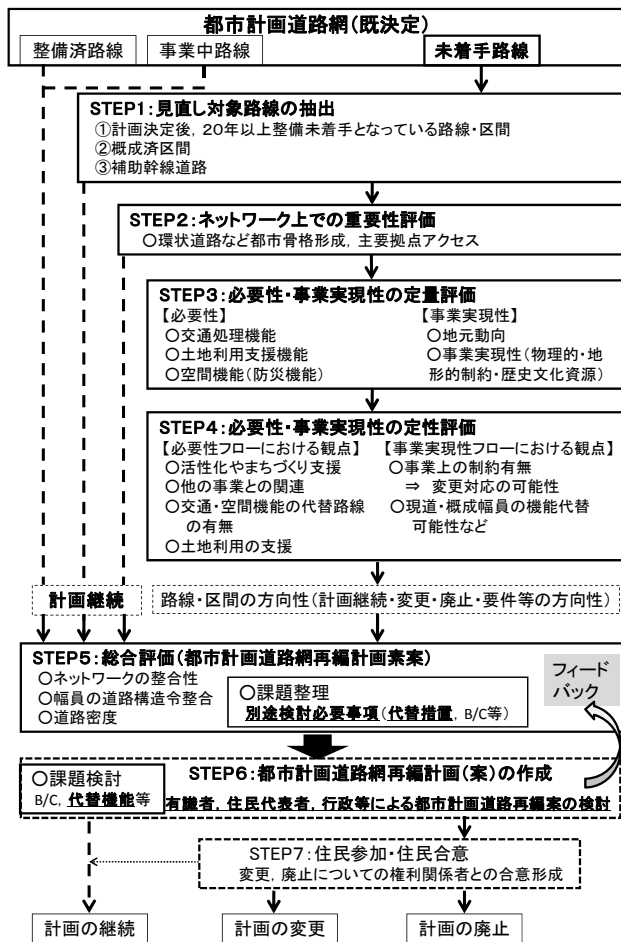 都市計画道路網(既決定)
整備済路線 事業中路線 未着手路線
STEP1:見直し対象路線の抽出
①計画決定後，20年以上整備未着手となっている路線・区間
②概成済区間
③補助幹線道路
STEP2:ネットワーク上での重要性評価
○環状道路など都市骨格形成，主要拠点アクセス
STEP3:必要性・事業実現性の定量評価
【必要性】
○交通処理機能
○土地利用支援機能
○空間機能(防災機能)
【事業実現性】
○地元動向
○事業実現性(物理的・地
形的制約・歴史文化資源)
STEP4:必要性・事業実現性の定性評価
【必要性フローにおける観点】
○活性化やまちづくり支援
○他の事業との関連
○交通・空間機能の代替路線
の有無
○土地利用の支援
【事業実現性フローにおける観点】
○事業上の制約有無
⇒ 変更対応の可能性
○現道・概成幅員の機能代替
可能性など
計画継続
路線・区間の方向性(計画継続・変更・廃止・要件等の方向性)
STEP5:総合評価(都市計画道路網再編計画素案)
○ネットワークの整合性
○幅員の道路構造令整合
○道路密度
○課題整理
別途検討必要事項(代替措置，B/C等)
フィード
バック
STEP6:都市計画道路網再編計画(案)の作成
○課題検討
B/C，代替機能等
有識者，住民代表者，行政等による都市計画道路再編案の検討
STEP7:住民参加・住民合意
変更，廃止についての権利関係者との合意形成
計画の継続 計画の変更 計画の廃止